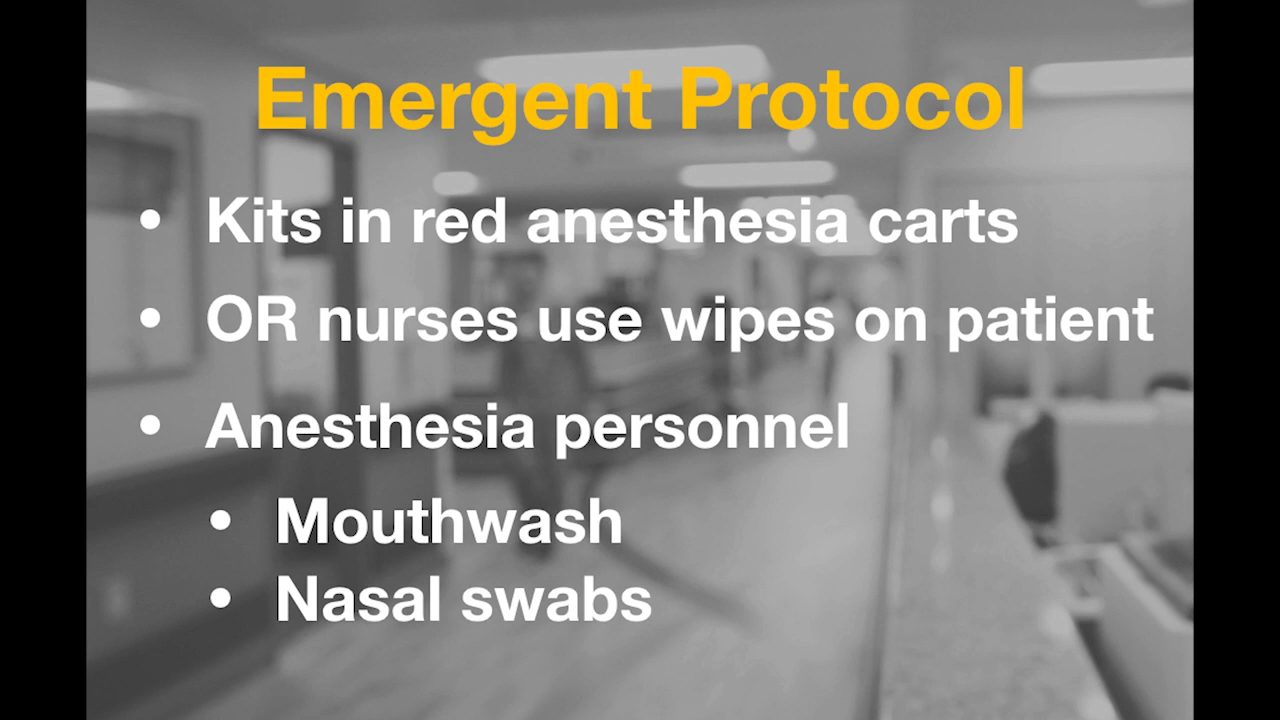 Emergent Protocol
• Kits in red anesthesia carts
• OR nurses use wipes on patient
• Anesthesia personnel
• Mouthwash
• Nasal swabs